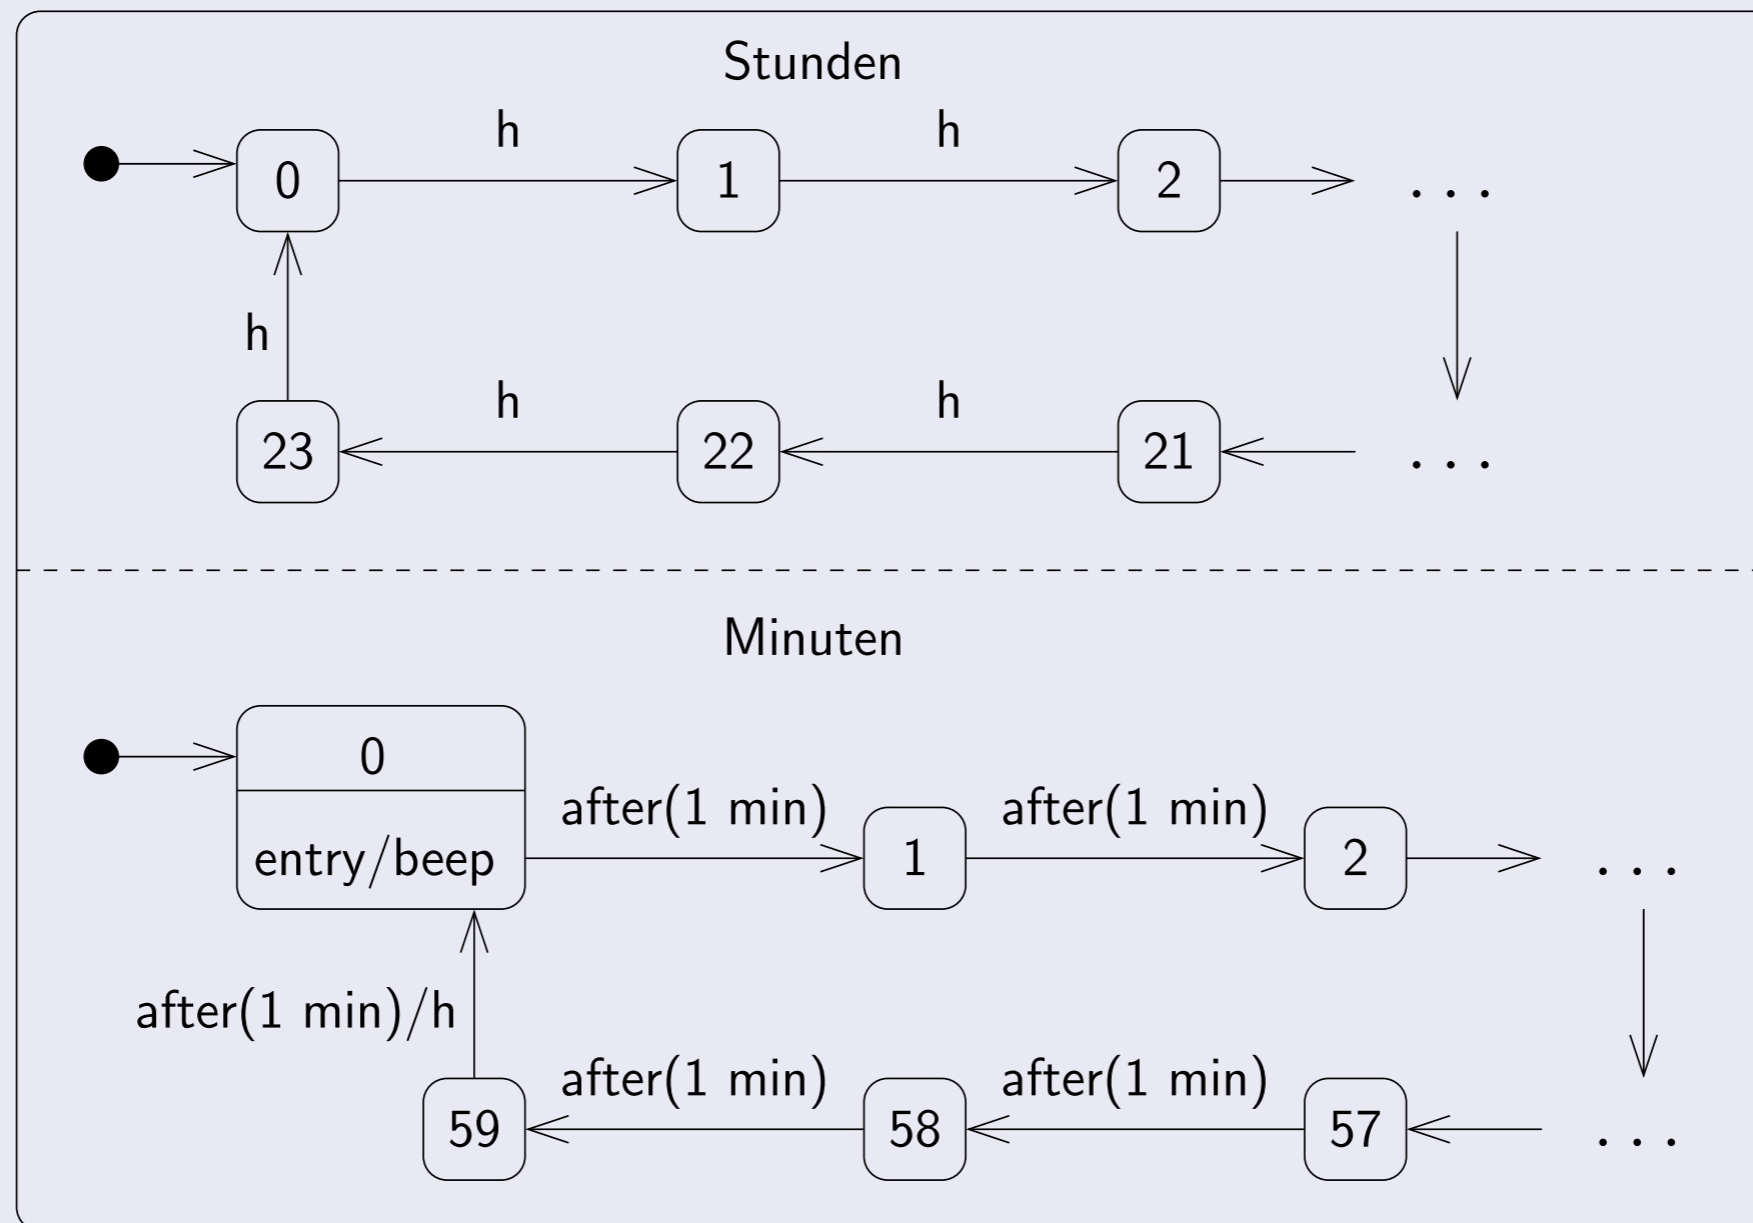 Stunden
h h
0 1 2 . . .
h
h h
23 22 21 . . .
Minuten
0
after(1 min) after(1 min)
entry/beep 1 2 . . .
after(1 min)/h
after(1 min) after(1 min)
59 58 57 . . .